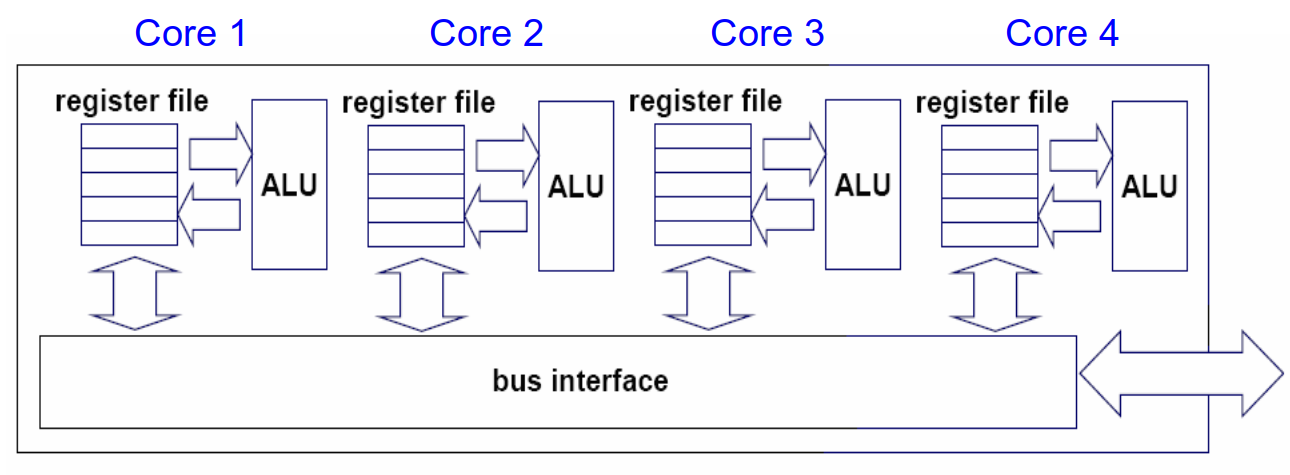 Core 1 Core 2 Core 3 Core 4
register file register file register file register file
ALU ALU ALU ALU
bus interface